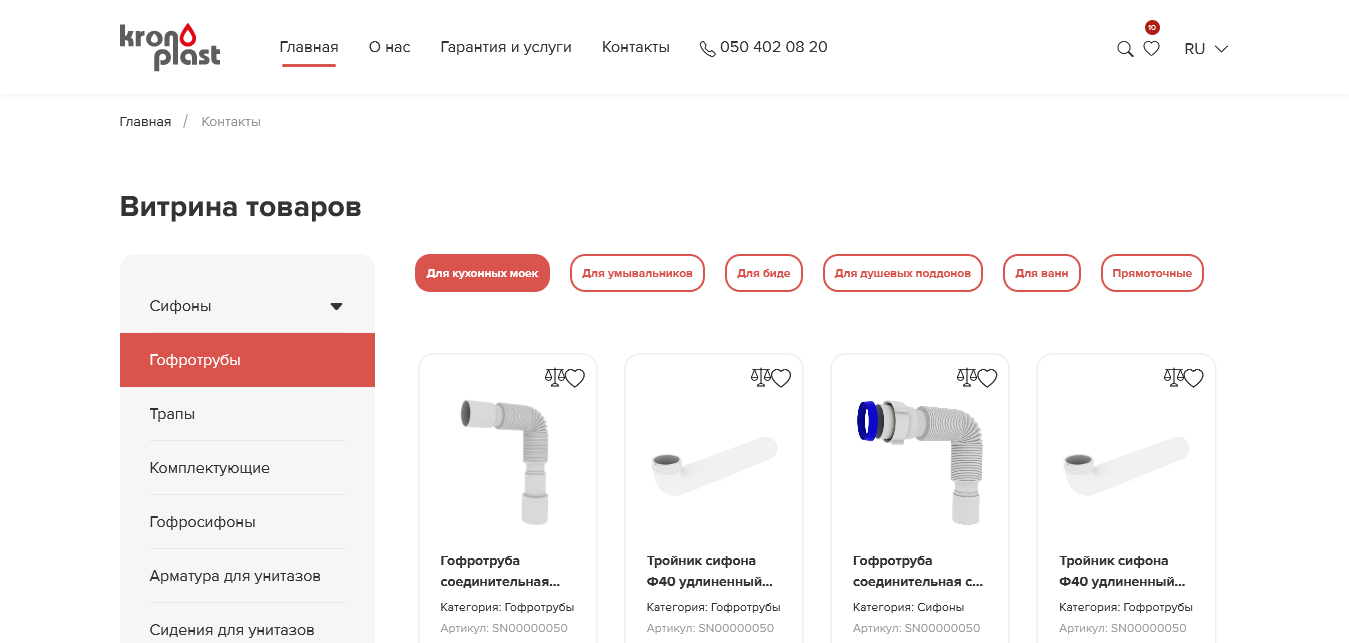 kron plast
Главная
О нас
Гарантия и услуги
Контакты
050 402 08 20
10
RU
Главная / Контакты
Витрина товаров
Сифоны
Гофротрубы
Трапы
Комплектующие
Гофросифоны
Арматура для унитазов
Сидения для унитазов
Для кухонных моек
Для умывальников
Для биде
Для душевых поддонов
Для ванн
Прямоточные
Гофротруба
соединительная...
Категория: Гофротрубы
Артикул: SN00000050
Тройник сифона
Ф40 удлиненный...
Категория: Гофротрубы
Артикул: SN00000050
Гофротруба
соединительная с...
Категория: Сифоны
Артикул: SN00000050
Тройник сифона
Ф40 удлиненный...
Категория: Гофротрубы
Артикул: SN00000050